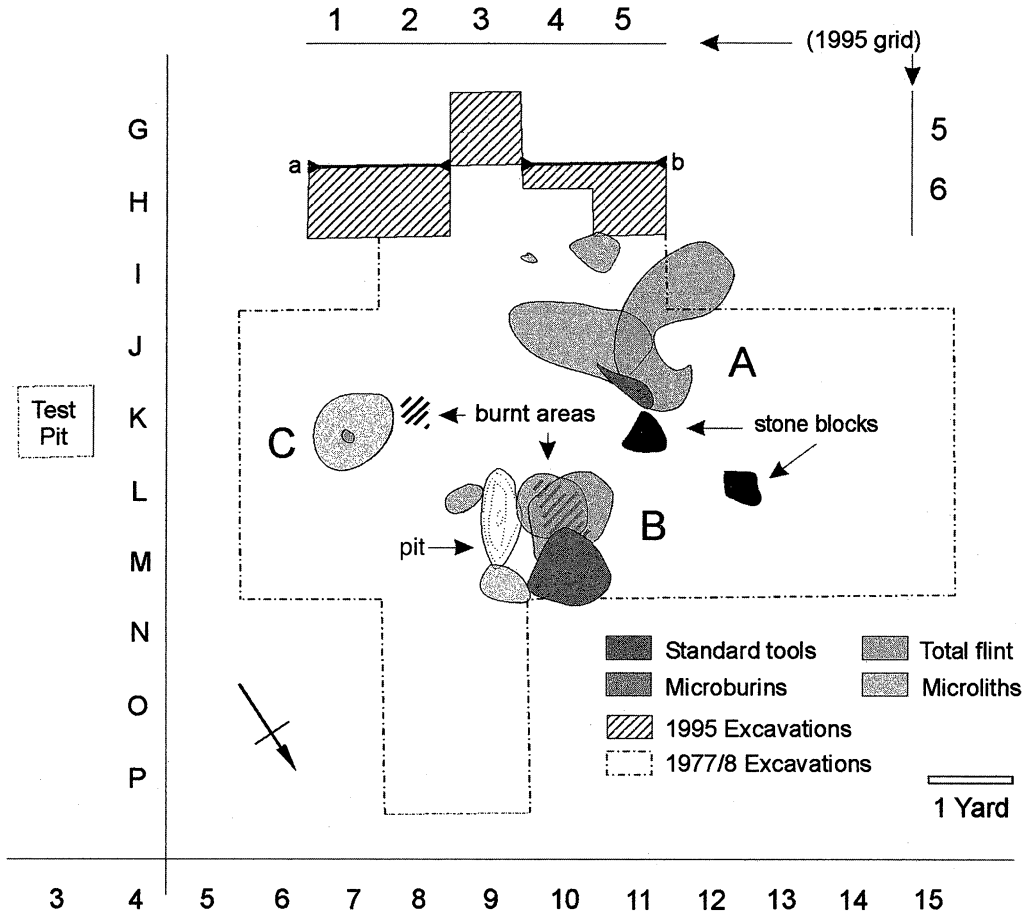 1 2 3 4 5
(1995 grid)
G 5
a b
H 6
I
J
A
Test
Pit
K
burnt areas
stone blocks
C
L
B
pit
M
N
Standard tools Total flint
Microburins Microliths
O
1995 Excavations
1977/8 Excavations
P
1 Yard
3 4 5 6 7 8 9 10 11 12 13 14 15